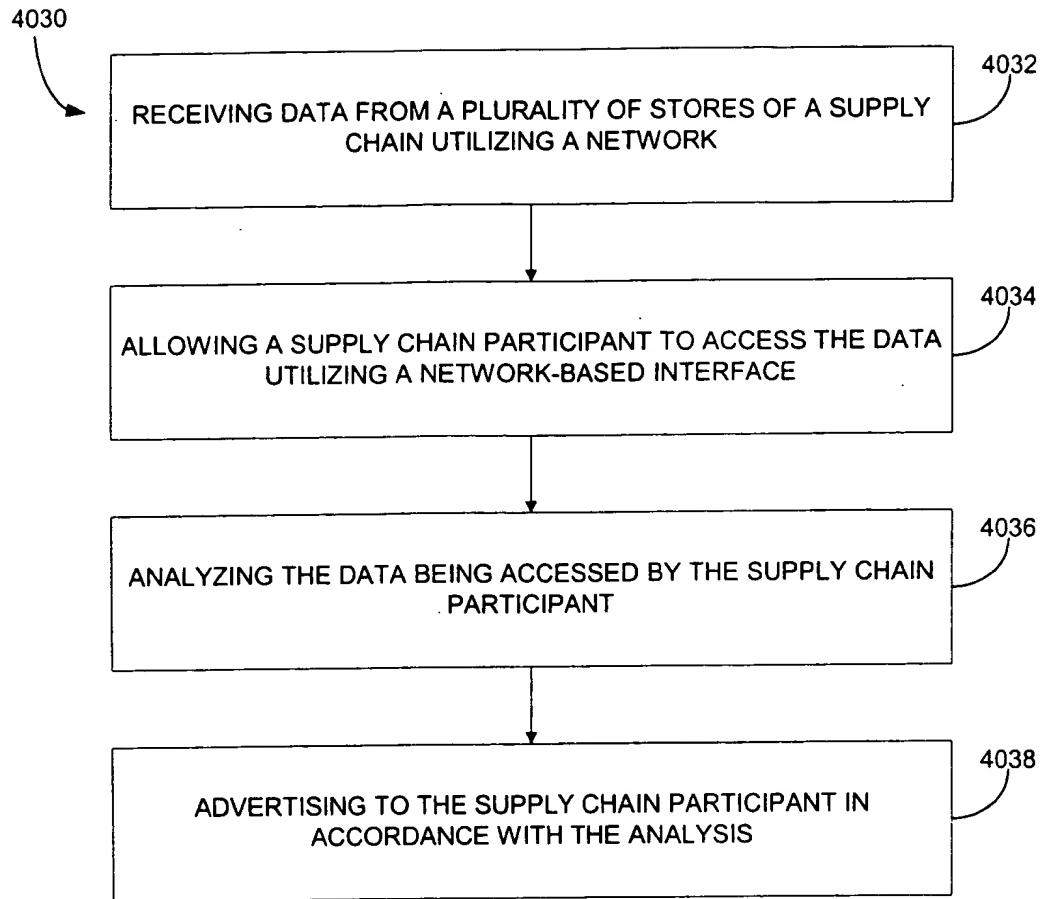 4030
4032
RECEIVING DATA FROM A PLURALITY OF STORES OF A SUPPLY
CHAIN UTILIZING A NETWORK
4034
ALLOWING A SUPPLY CHAIN PARTICIPANT TO ACCESS THE DATA
UTILIZING A NETWORK-BASED INTERFACE
4036
ANALYZING THE DATA BEING ACCESSED BY THE SUPPLY CHAIN
PARTICIPANT
4038
ADVERTISING TO THE SUPPLY CHAIN PARTICIPANT IN
ACCORDANCE WITH THE ANALYSIS